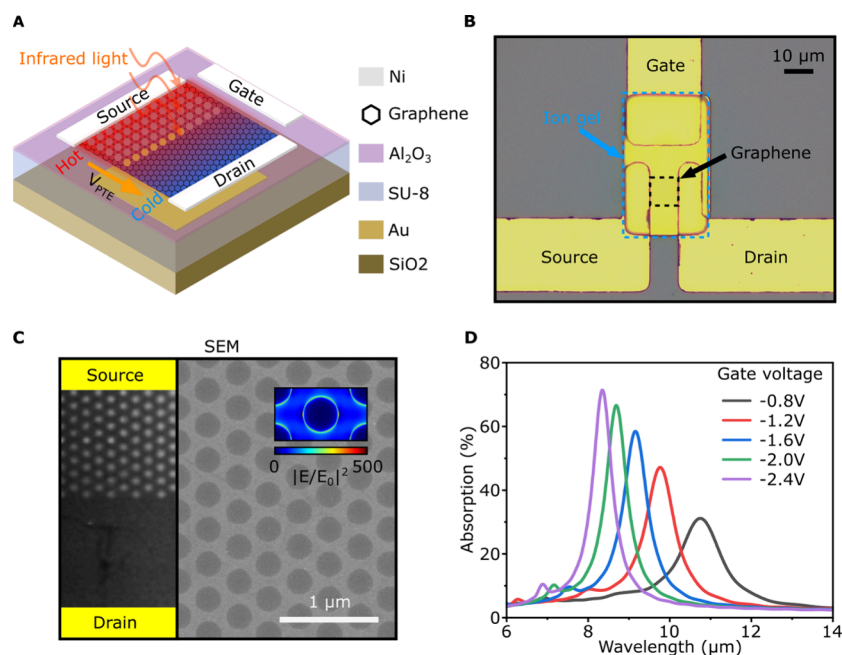 A
Infrared light
Source
Gate
Hot
V_PTE
Cold
Drain
Ni
Graphene
Al₂O₃
SU-8
Au
SiO2
B
10 µm
Gate
Ion gel
Graphene
Source
Drain
C
SEM
Source
Drain
0 500
|E/E₀|²
1 µm
D
Absorption (%)
80
60
40
20
0
6 8 10 12 14
Wavelength (µm)
Gate voltage
-0.8V
-1.2V
-1.6V
-2.0V
-2.4V